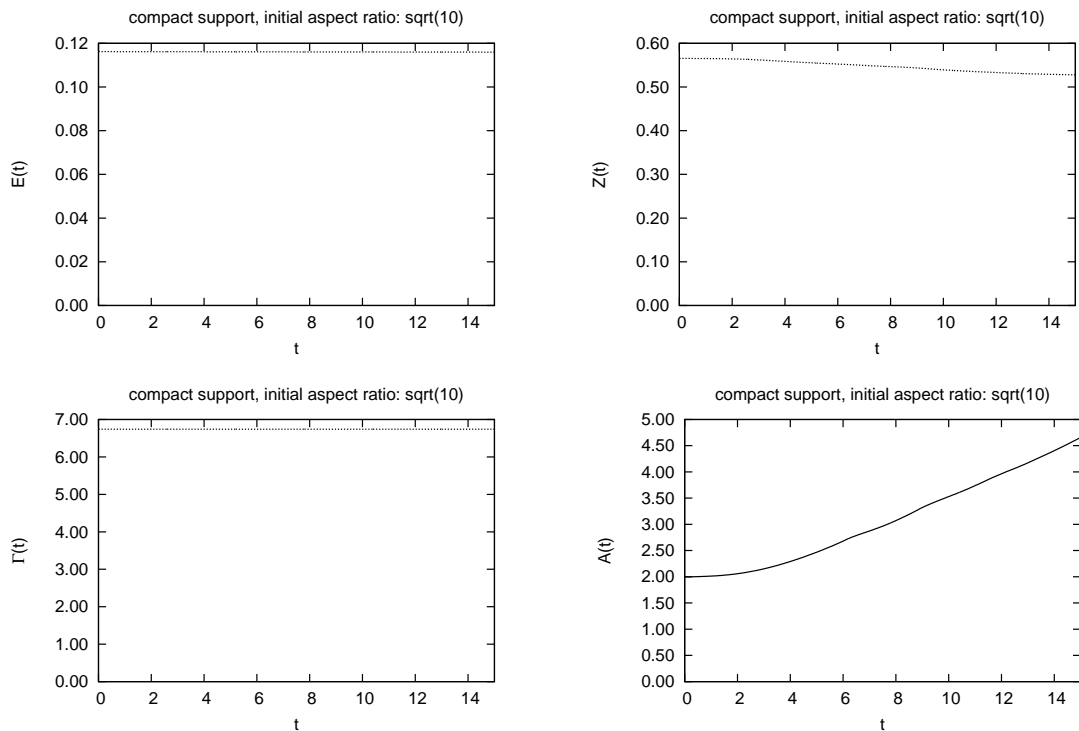 compact support, initial aspect ratio: sqrt(10)
0.12
0.10
0.08
0.06
0.04
0.02
0.00
E(t)
0 2 4 6 8 10 12 14
t
compact support, initial aspect ratio: sqrt(10)
0.60
0.50
0.40
0.30
0.20
0.10
0.00
Z(t)
0 2 4 6 8 10 12 14
t
compact support, initial aspect ratio: sqrt(10)
7.00
6.00
5.00
4.00
3.00
2.00
1.00
0.00
Γ(t)
0 2 4 6 8 10 12 14
t
compact support, initial aspect ratio: sqrt(10)
5.00
4.50
4.00
3.50
3.00
2.50
2.00
1.50
1.00
0.50
0.00
A(t)
0 2 4 6 8 10 12 14
t